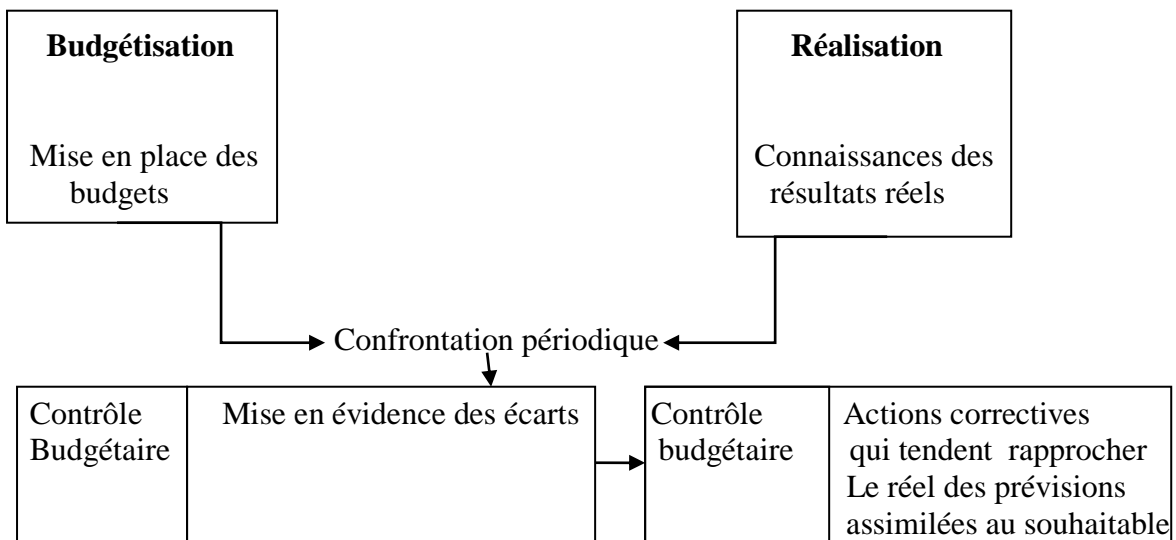 Budgétisation
Mise en place des
budgets
Réalisation
Connaissances des
résultats réels
Confrontation périodique
Contrôle
Budgétaire
Mise en évidence des écarts
Contrôle
budgétaire
Actions correctives
qui tendent rapprocher
Le réel des prévisions
assimilées au souhaitable